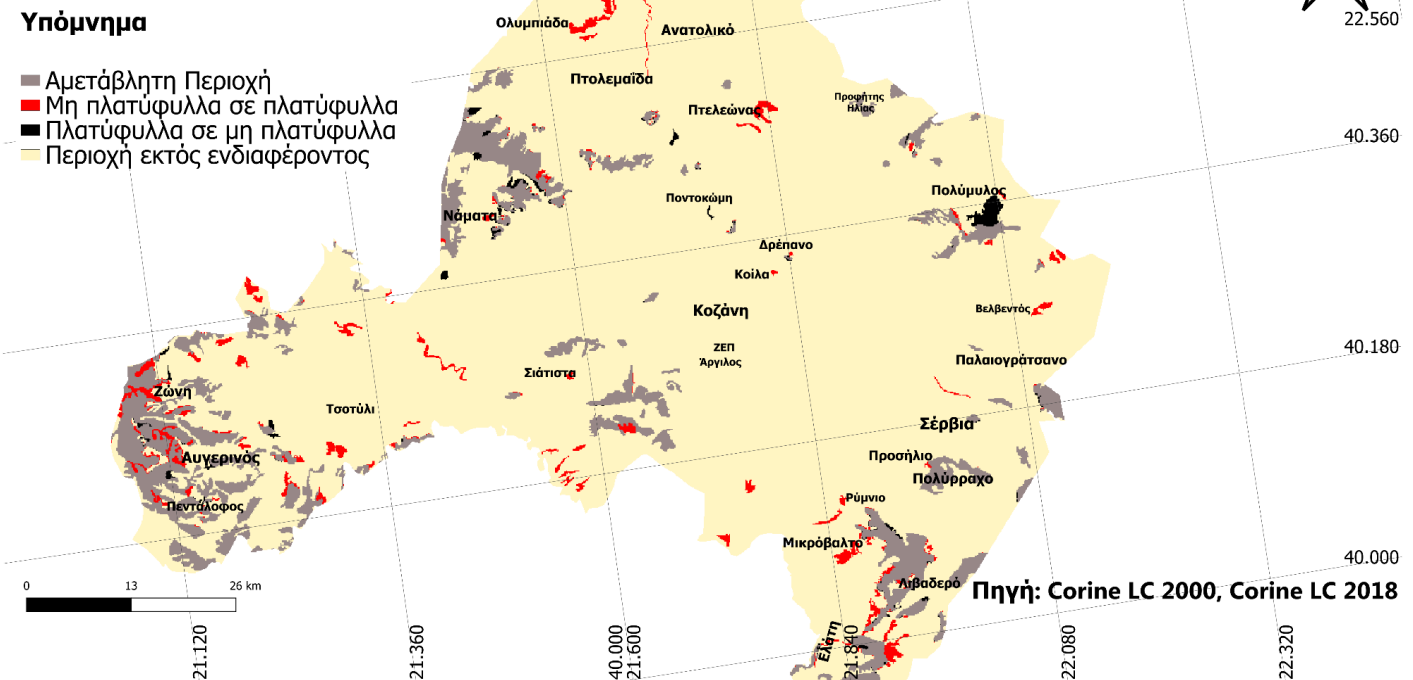 Υπόμνημα
Αμετάβλητη Περιοχή
Μη πλατύφυλλα σε πλατύφυλλα
Πλατύφυλλα σε μη πλατύφυλλα
Περιοχή εκτός ενδιαφέροντος
Ολυμπιάδα
Ανατολικό
22.560
Πτολεμαΐδα
Πτελεώνας
Προφήτης
Ηλίας
40.360
Πολύμυλος
Ποντοκώμη
Νάματα
Δρέπανο
Κοίλα
Κοζάνη
Βελβεντός
ΖΕΠ
Άργιλος
40.180
Παλαιογράτσανο
Σιάτιστα
Ζώνη
Τσοτύλι
Σέρβια
Αυγερινός
Προσήλιο
Πολύρραχο
Πεντάλοφος
Ρύμνιο
Μικρόβαλτο
40.000
Λιβαδερό
Πηγή: Corine LC 2000, Corine LC 2018
0 13 26 km
Ελάτη
21.120
21.360
40.000
21.600
21.840
22.080
22.320